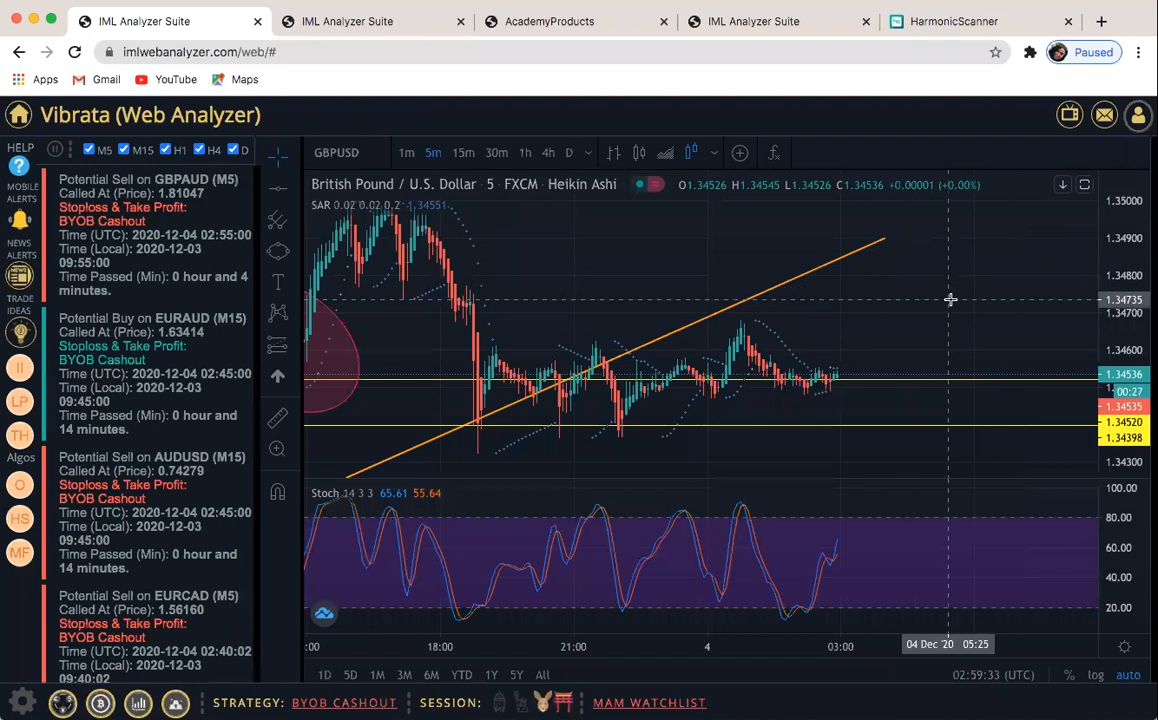 IML Analyzer Suite
IML Analyzer Suite
AcademyProducts
IML Analyzer Suite
HarmonicScanner
imlwebanalyzer.com/web/#
Paused
Apps
Gmail
YouTube
Maps
Vibrata (Web Analyzer)
HELP
MOBILE
ALERTS
NEWS
ALERTS
TRADE
IDEAS
II
LP
TH
Algos
O
HS
MF
M5 M15 H1 H4 D
Potential Sell on GBPAUD (M5)
Called At (Price): 1.81047
Stoploss & Take Profit:
BYOB Cashout
Time (UTC): 2020-12-04 02:55:00
Time (Local): 2020-12-03
09:55:00
Time Passed (Min): 0 hour and 4
minutes.
Potential Buy on EURAUD (M15)
Called At (Price): 1.63414
Stoploss & Take Profit:
BYOB Cashout
Time (UTC): 2020-12-04 02:45:00
Time (Local): 2020-12-03
09:45:00
Time Passed (Min): 0 hour and
14 minutes.
Potential Sell on AUDUSD (M15)
Called At (Price): 0.74279
Stoploss & Take Profit:
BYOB Cashout
Time (UTC): 2020-12-04 02:45:00
Time (Local): 2020-12-03
09:45:00
Time Passed (Min): 0 hour and
14 minutes.
Potential Sell on EURCAD (M5)
Called At (Price): 1.56160
Stoploss & Take Profit:
BYOB Cashout
Time (UTC): 2020-12-04 02:40:02
Time (Local): 2020-12-03
09:40:02
GBPUSD 1m 5m 15m 30m 1h 4h D
British Pound / U.S. Dollar · 5 · FXCM · Heikin Ashi
O1.34526 H1.34545 L1.34526 C1.34536 +0.00001 (+0.00%)
SAR 0.02 0.02 0.2 1.34551
1.35000
1.34900
1.34800
1.34735
1.34700
1.34600
1.34536
00:27
1.34535
1.34520
1.34398
1.34300
Stoch 14 3 3 65.61 55.64
100.00
80.00
60.00
40.00
20.00
:00 18:00 21:00 4 03:00 04 Dec '20 05:25
1D 5D 1M 3M 6M YTD 1Y 5Y All
02:59:33 (UTC) % log auto
STRATEGY: BYOB CASHOUT SESSION: MAM WATCHLIST